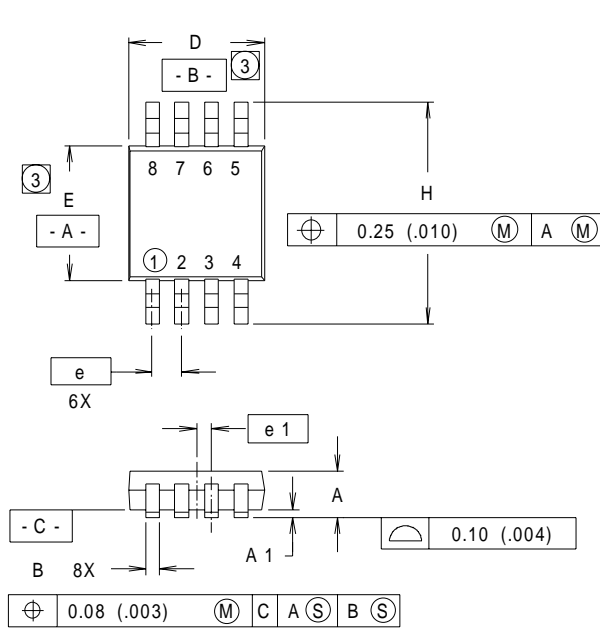 D
- B - 3
8 7 6 5
3
E
H
- A -
0.25 (.010) Ⓜ A Ⓜ
① 2 3 4
e
6X
e 1
A
- C -
0.10 (.004)
A 1
B 8X
0.08 (.003) Ⓜ C A Ⓢ B Ⓢ